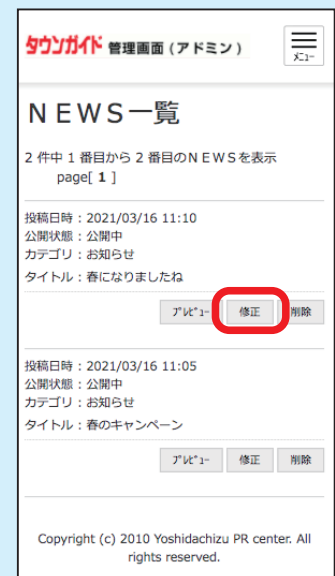 タウンガイド 管理画面（アドミン）
ﾒﾆｭｰ
ＮＥＷＳ一覧
2 件中 1 番目から 2 番目のＮＥＷＳを表示
page[ 1 ]
投稿日時：2021/03/16 11:10
公開状態：公開中
カテゴリ：お知らせ
タイトル：春になりましたね
ﾌﾟﾚﾋﾞｭｰ 修正 削除
投稿日時：2021/03/16 11:05
公開状態：公開中
カテゴリ：お知らせ
タイトル：春のキャンペーン
ﾌﾟﾚﾋﾞｭｰ 修正 削除
Copyright (c) 2010 Yoshidachizu PR center. All
rights reserved.